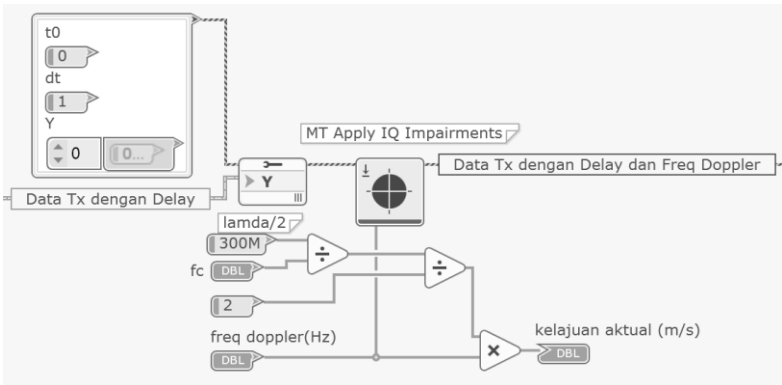 t0
0
dt
1
Y
0
0...
MT Apply IQ Impairments
Y
Data Tx dengan Delay dan Freq Doppler
Data Tx dengan Delay
lamda/2
300M
÷
fc
DBL
÷
2
freq doppler(Hz)
DBL
×
kelajuan aktual (m/s)
DBL